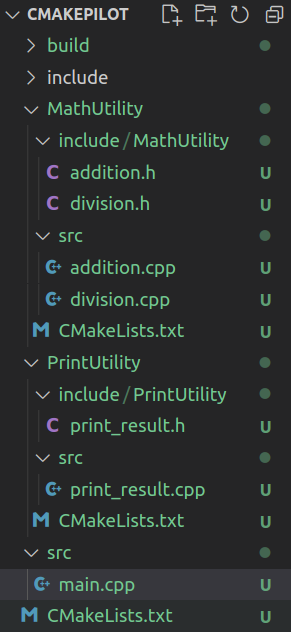 CMAKEPILOT
build
include
MathUtility
include/MathUtility
C addition.h U
C division.h U
src
C++ addition.cpp U
C++ division.cpp U
M CMakeLists.txt U
PrintUtility
include/PrintUtility
C print_result.h U
src
C++ print_result.cpp U
M CMakeLists.txt U
src
C++ main.cpp U
M CMakeLists.txt U